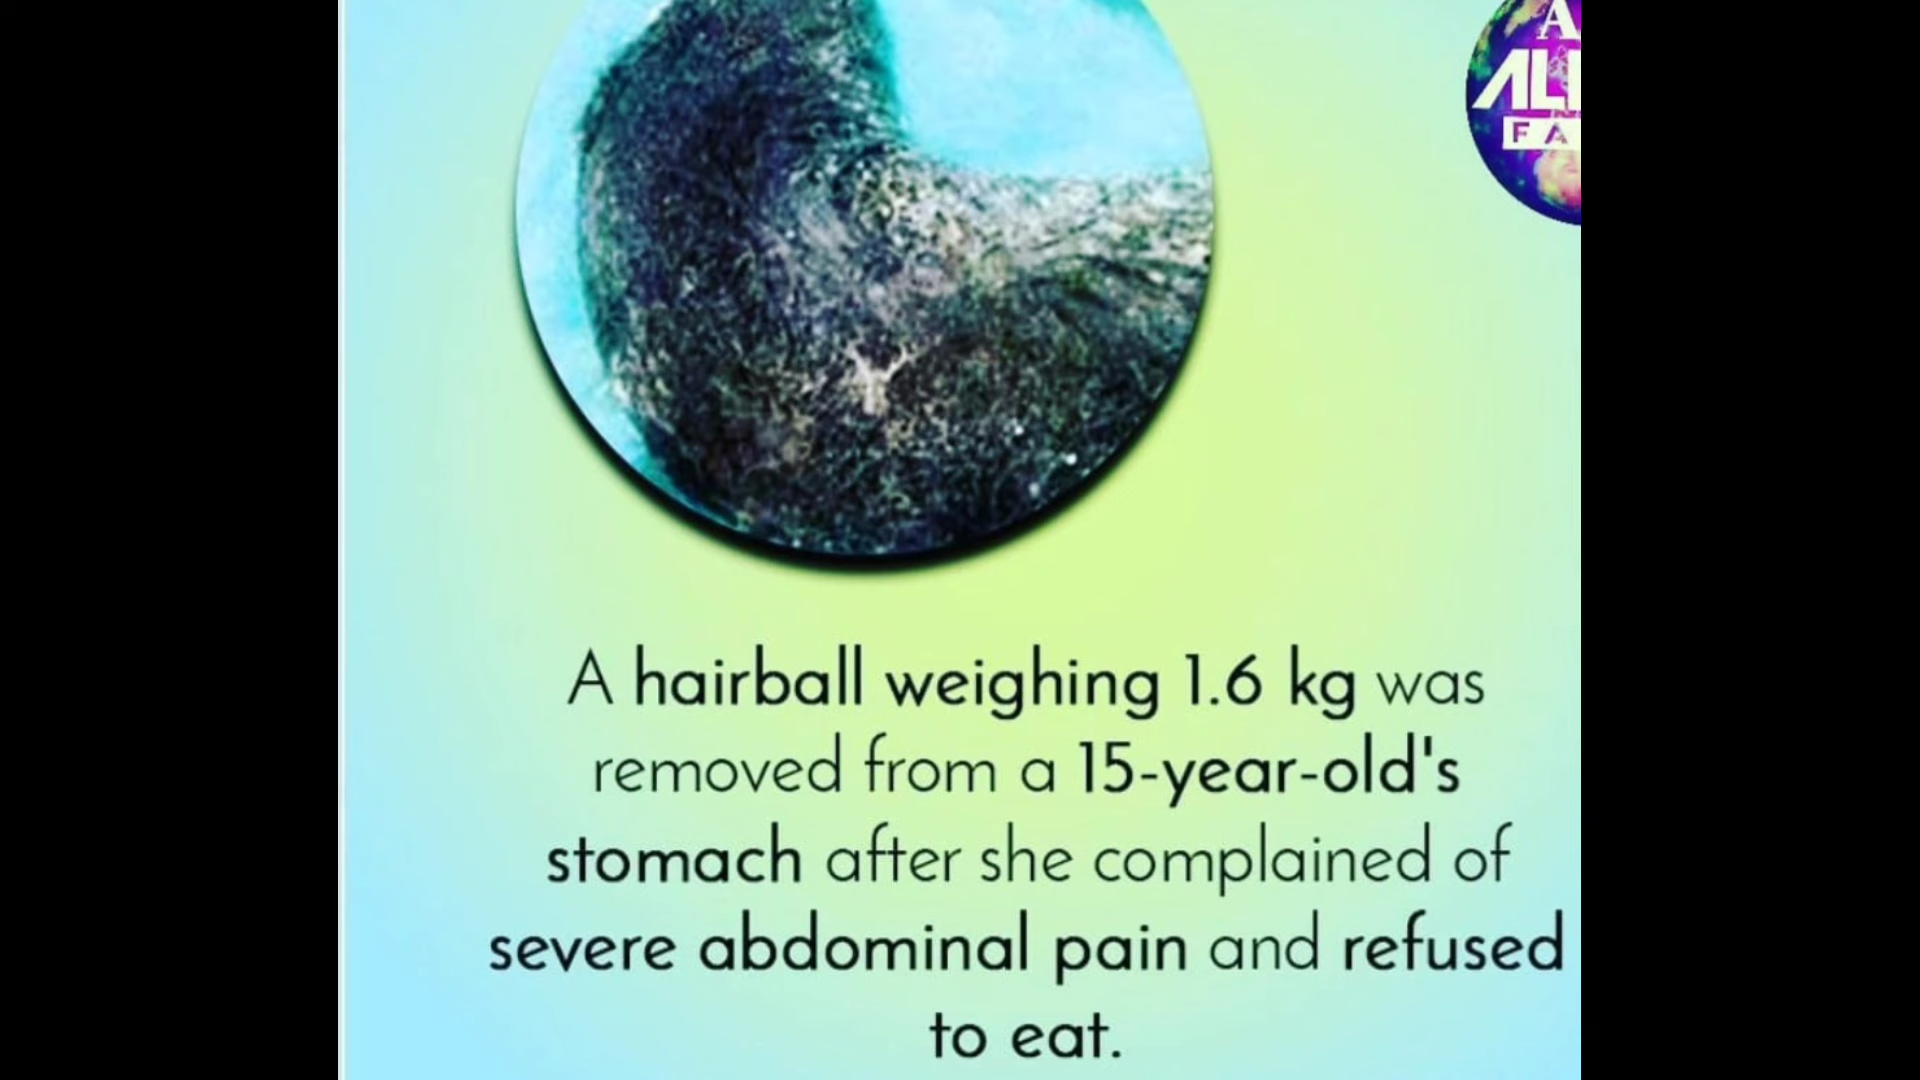 A
FA
A hairball weighing 1.6 kg was
removed from a 15-year-old's
stomach after she complained of
severe abdominal pain and refused
to eat.